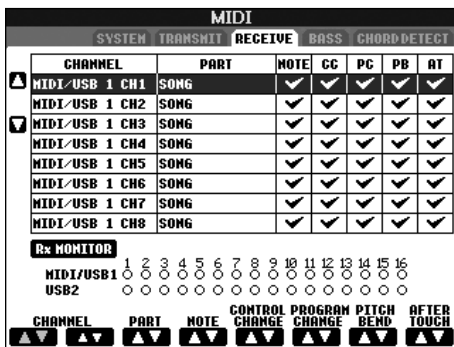 MIDI
SYSTEM TRANSMIT RECEIVE BASS CHORD DETECT
CHANNEL PART NOTE CC PC PB AT
MIDI/USB 1 CH1 SONG
MIDI/USB 1 CH2 SONG
MIDI/USB 1 CH3 SONG
MIDI/USB 1 CH4 SONG
MIDI/USB 1 CH5 SONG
MIDI/USB 1 CH6 SONG
MIDI/USB 1 CH7 SONG
MIDI/USB 1 CH8 SONG
Rx MONITOR
1 2 3 4 5 6 7 8 9 10 11 12 13 14 15 16
MIDI/USB1
USB2
CHANNEL PART NOTE CONTROL CHANGE PROGRAM CHANGE PITCH BEND AFTER TOUCH